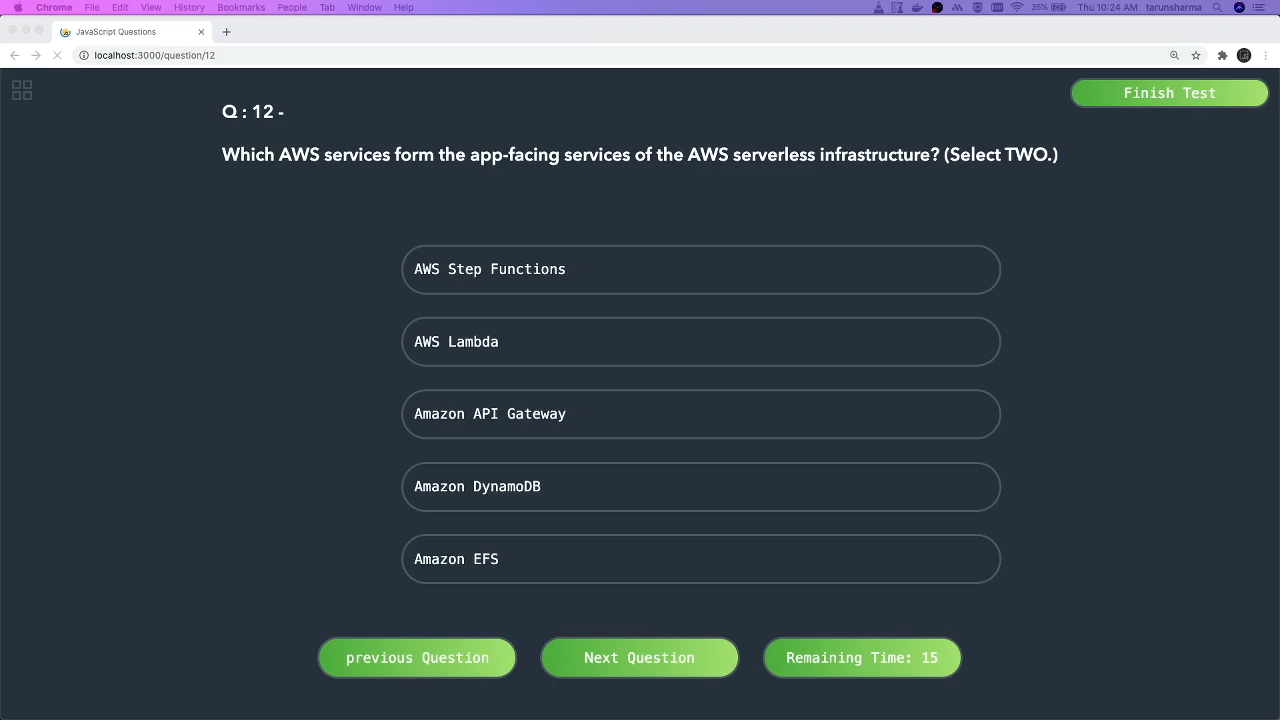 Chrome File Edit View History Bookmarks People Tab Window Help 35% Thu 10:24 AM tarunsharma
JavaScript Questions
localhost:3000/question/12
Finish Test
Q : 12 -
Which AWS services form the app-facing services of the AWS serverless infrastructure? (Select TWO.)
AWS Step Functions
AWS Lambda
Amazon API Gateway
Amazon DynamoDB
Amazon EFS
previous Question Next Question Remaining Time: 15